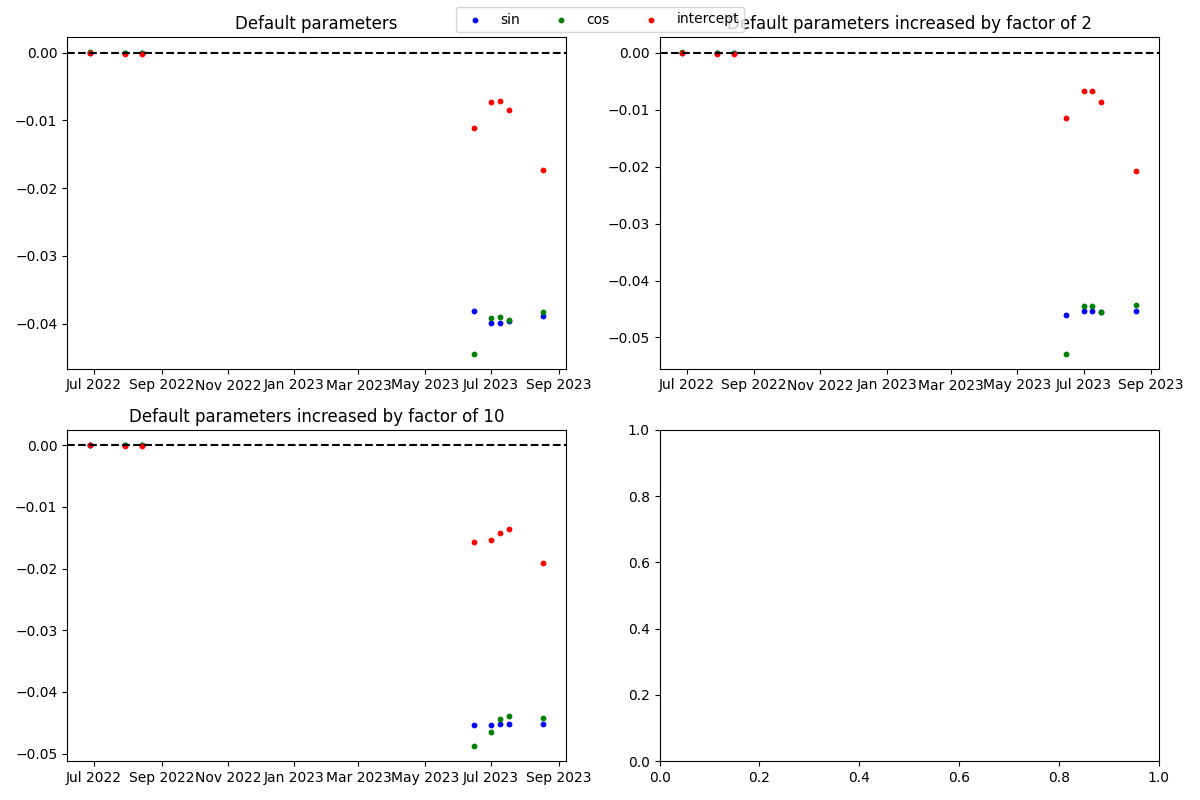 Default parameters
sin cos intercept
Default parameters increased by factor of 2
0.00
−0.01
−0.02
−0.03
−0.04
Jul 2022 Sep 2022 Nov 2022 Jan 2023 Mar 2023 May 2023 Jul 2023 Sep 2023
0.00
−0.01
−0.02
−0.03
−0.04
−0.05
Jul 2022 Sep 2022 Nov 2022 Jan 2023 Mar 2023 May 2023 Jul 2023 Sep 2023
Default parameters increased by factor of 10
0.00
−0.01
−0.02
−0.03
−0.04
−0.05
Jul 2022 Sep 2022 Nov 2022 Jan 2023 Mar 2023 May 2023 Jul 2023 Sep 2023
1.0
0.8
0.6
0.4
0.2
0.0
0.0 0.2 0.4 0.6 0.8 1.0